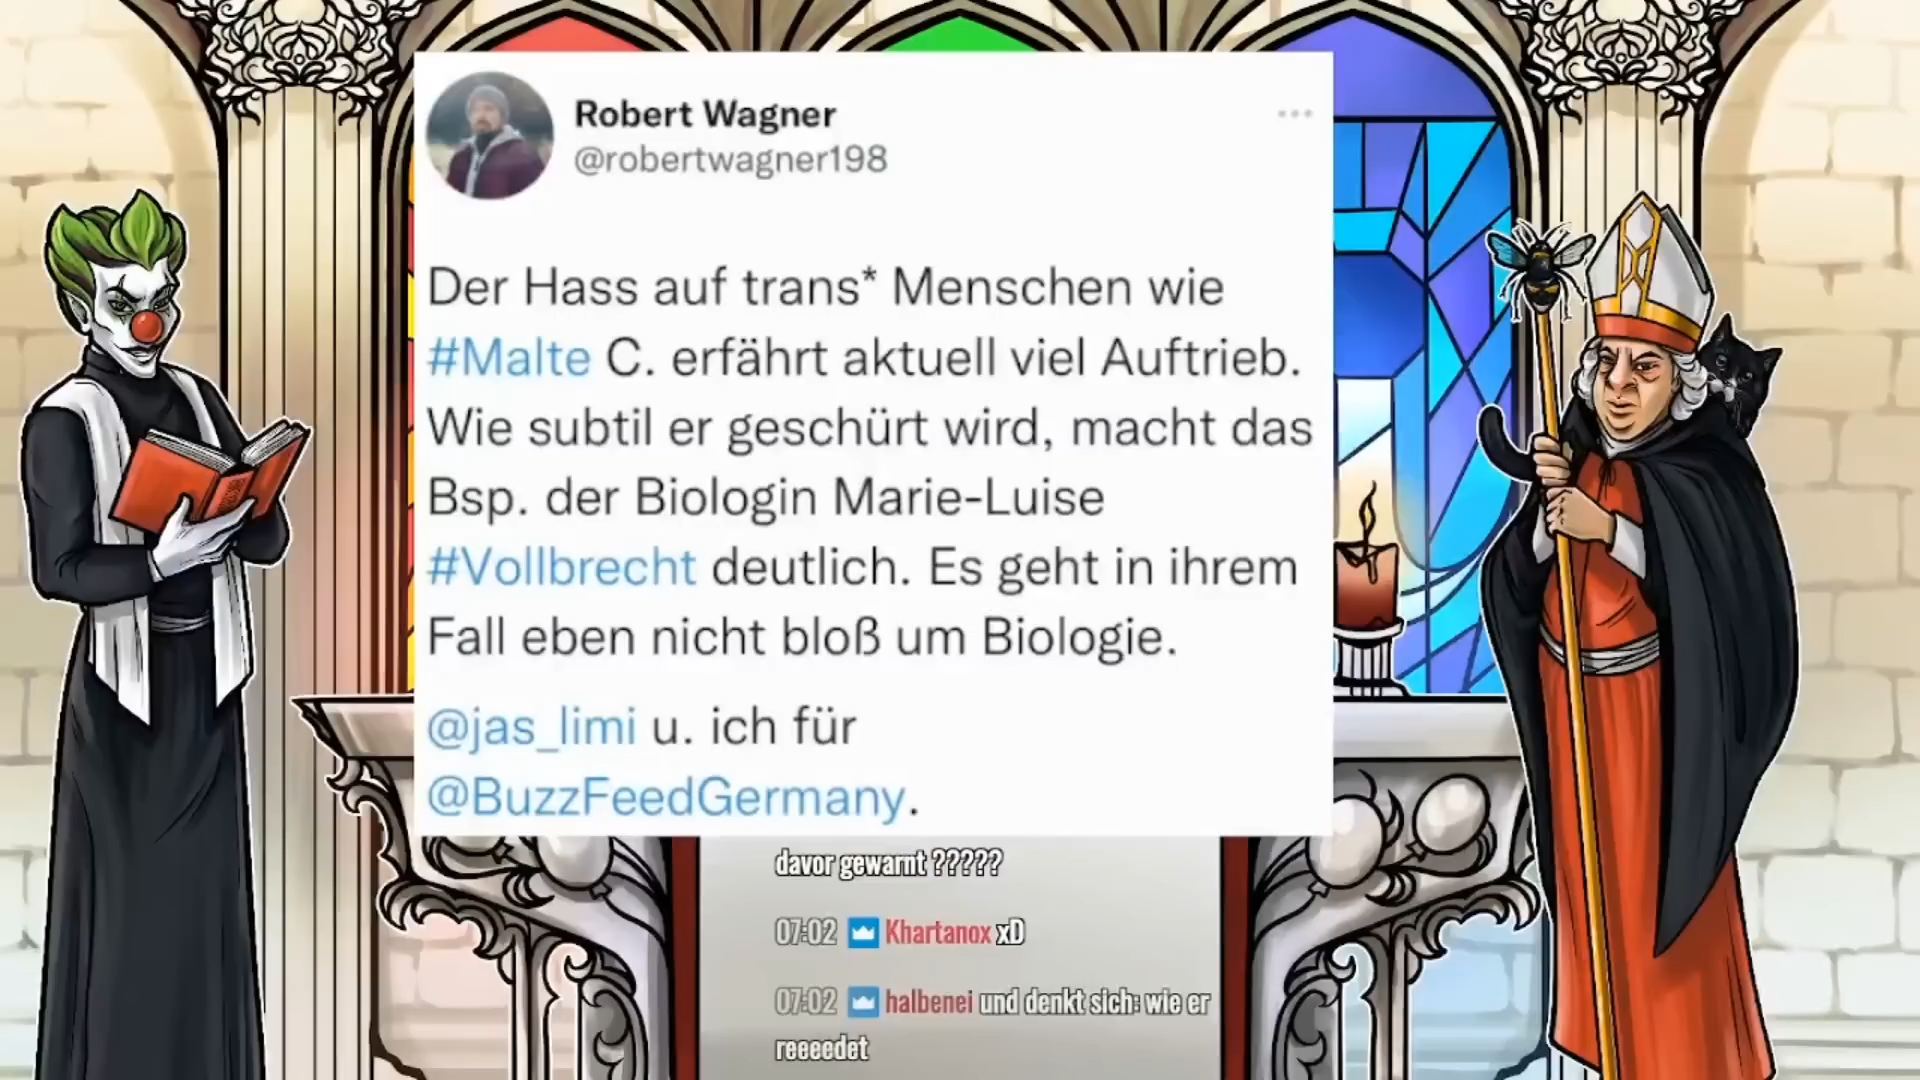 Robert Wagner
@robertwagner198
Der Hass auf trans* Menschen wie
#Malte C. erfährt aktuell viel Auftrieb.
Wie subtil er geschürt wird, macht das
Bsp. der Biologin Marie-Luise
#Vollbrecht deutlich. Es geht in ihrem
Fall eben nicht bloß um Biologie.
@jas_limi u. ich für
@BuzzFeedGermany.
davor gewarnt ?????
07:02 Khartanox xD
07:02 halbenei und denkt sich: wie er
reeeedet